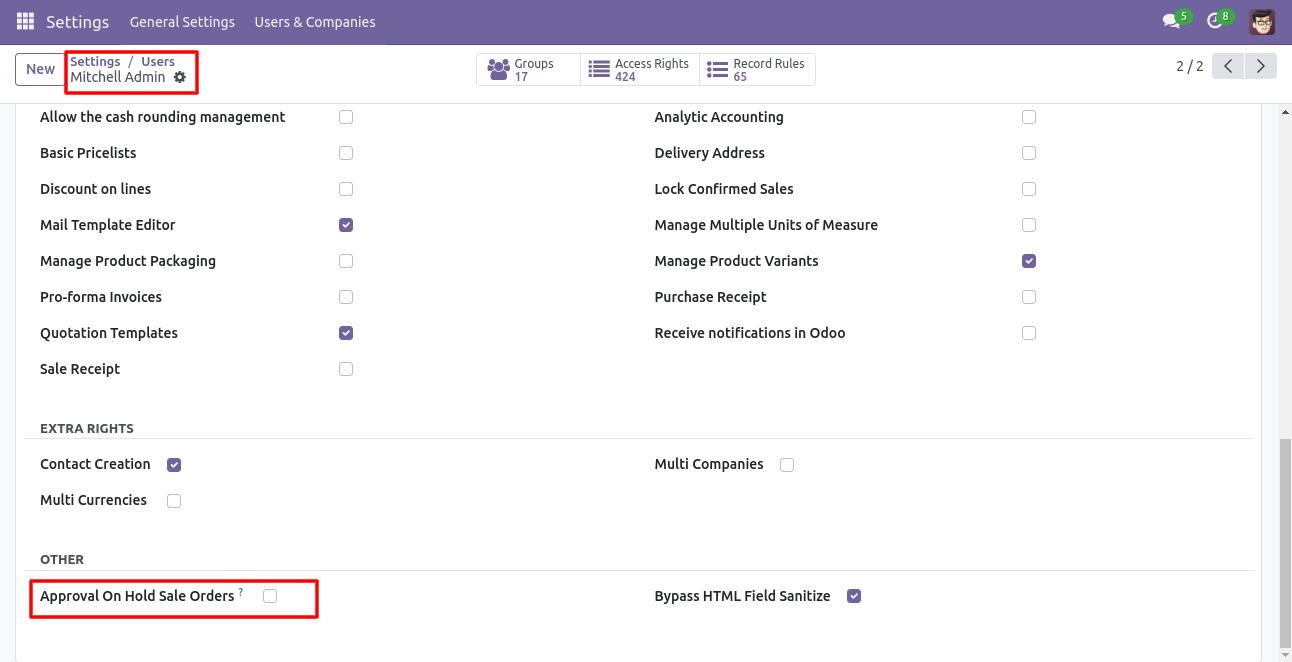 Settings General Settings Users & Companies 5 8
New Settings / Users Groups Access Rights Record Rules 2 / 2
Mitchell Admin 17 424 65
Allow the cash rounding management Analytic Accounting
Basic Pricelists Delivery Address
Discount on lines Lock Confirmed Sales
Mail Template Editor Manage Multiple Units of Measure
Manage Product Packaging Manage Product Variants
Pro-forma Invoices Purchase Receipt
Quotation Templates Receive notifications in Odoo
Sale Receipt
EXTRA RIGHTS
Contact Creation Multi Companies
Multi Currencies
OTHER
Approval On Hold Sale Orders ? Bypass HTML Field Sanitize